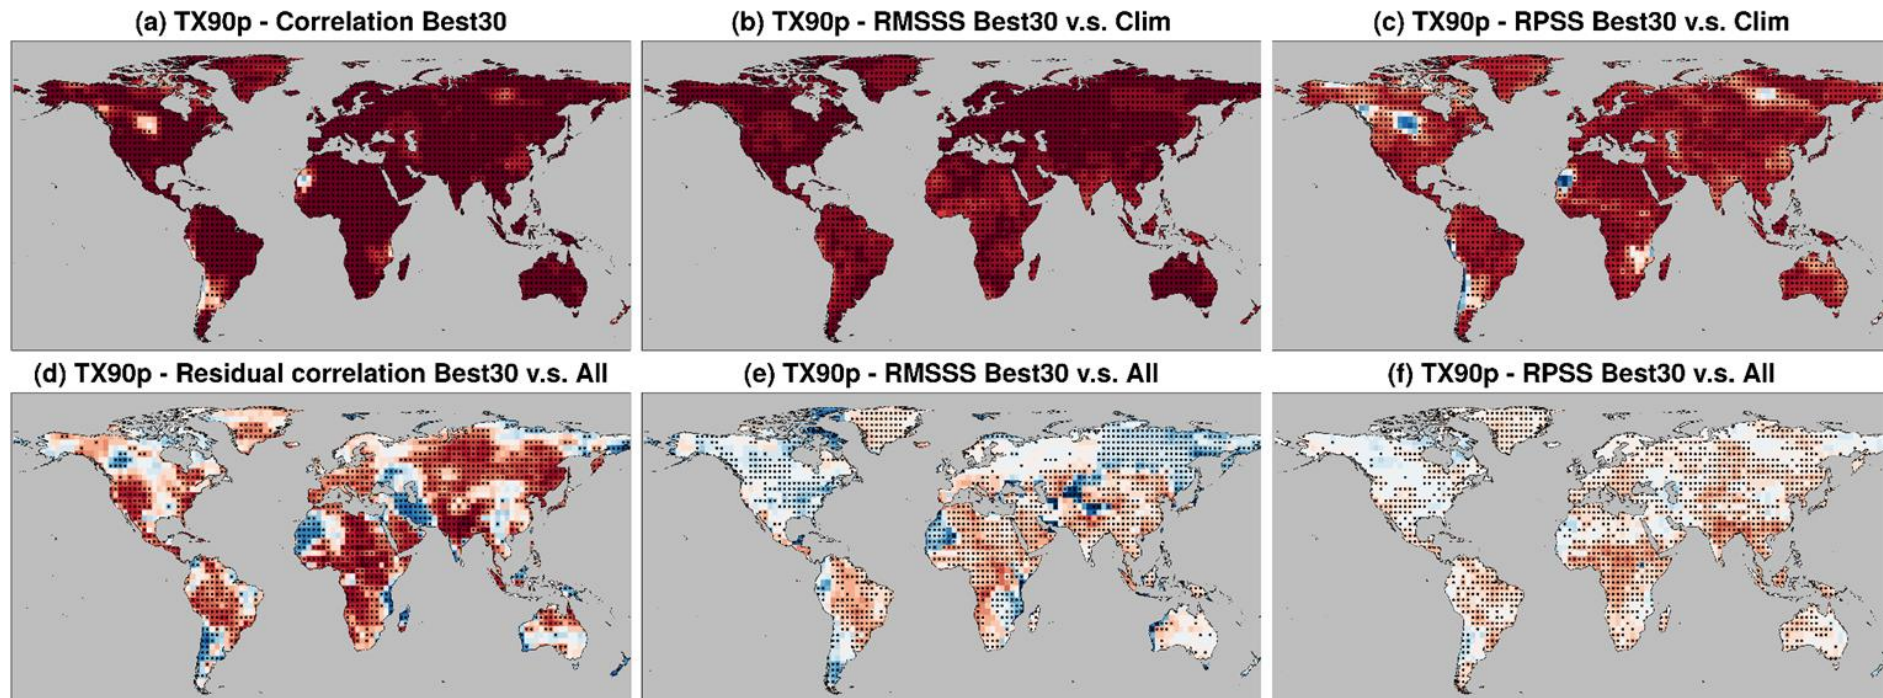 (a) TX90p - Correlation Best30
(b) TX90p - RMSSS Best30 v.s. Clim
(c) TX90p - RPSS Best30 v.s. Clim
(d) TX90p - Residual correlation Best30 v.s. All
(e) TX90p - RMSSS Best30 v.s. All
(f) TX90p - RPSS Best30 v.s. All